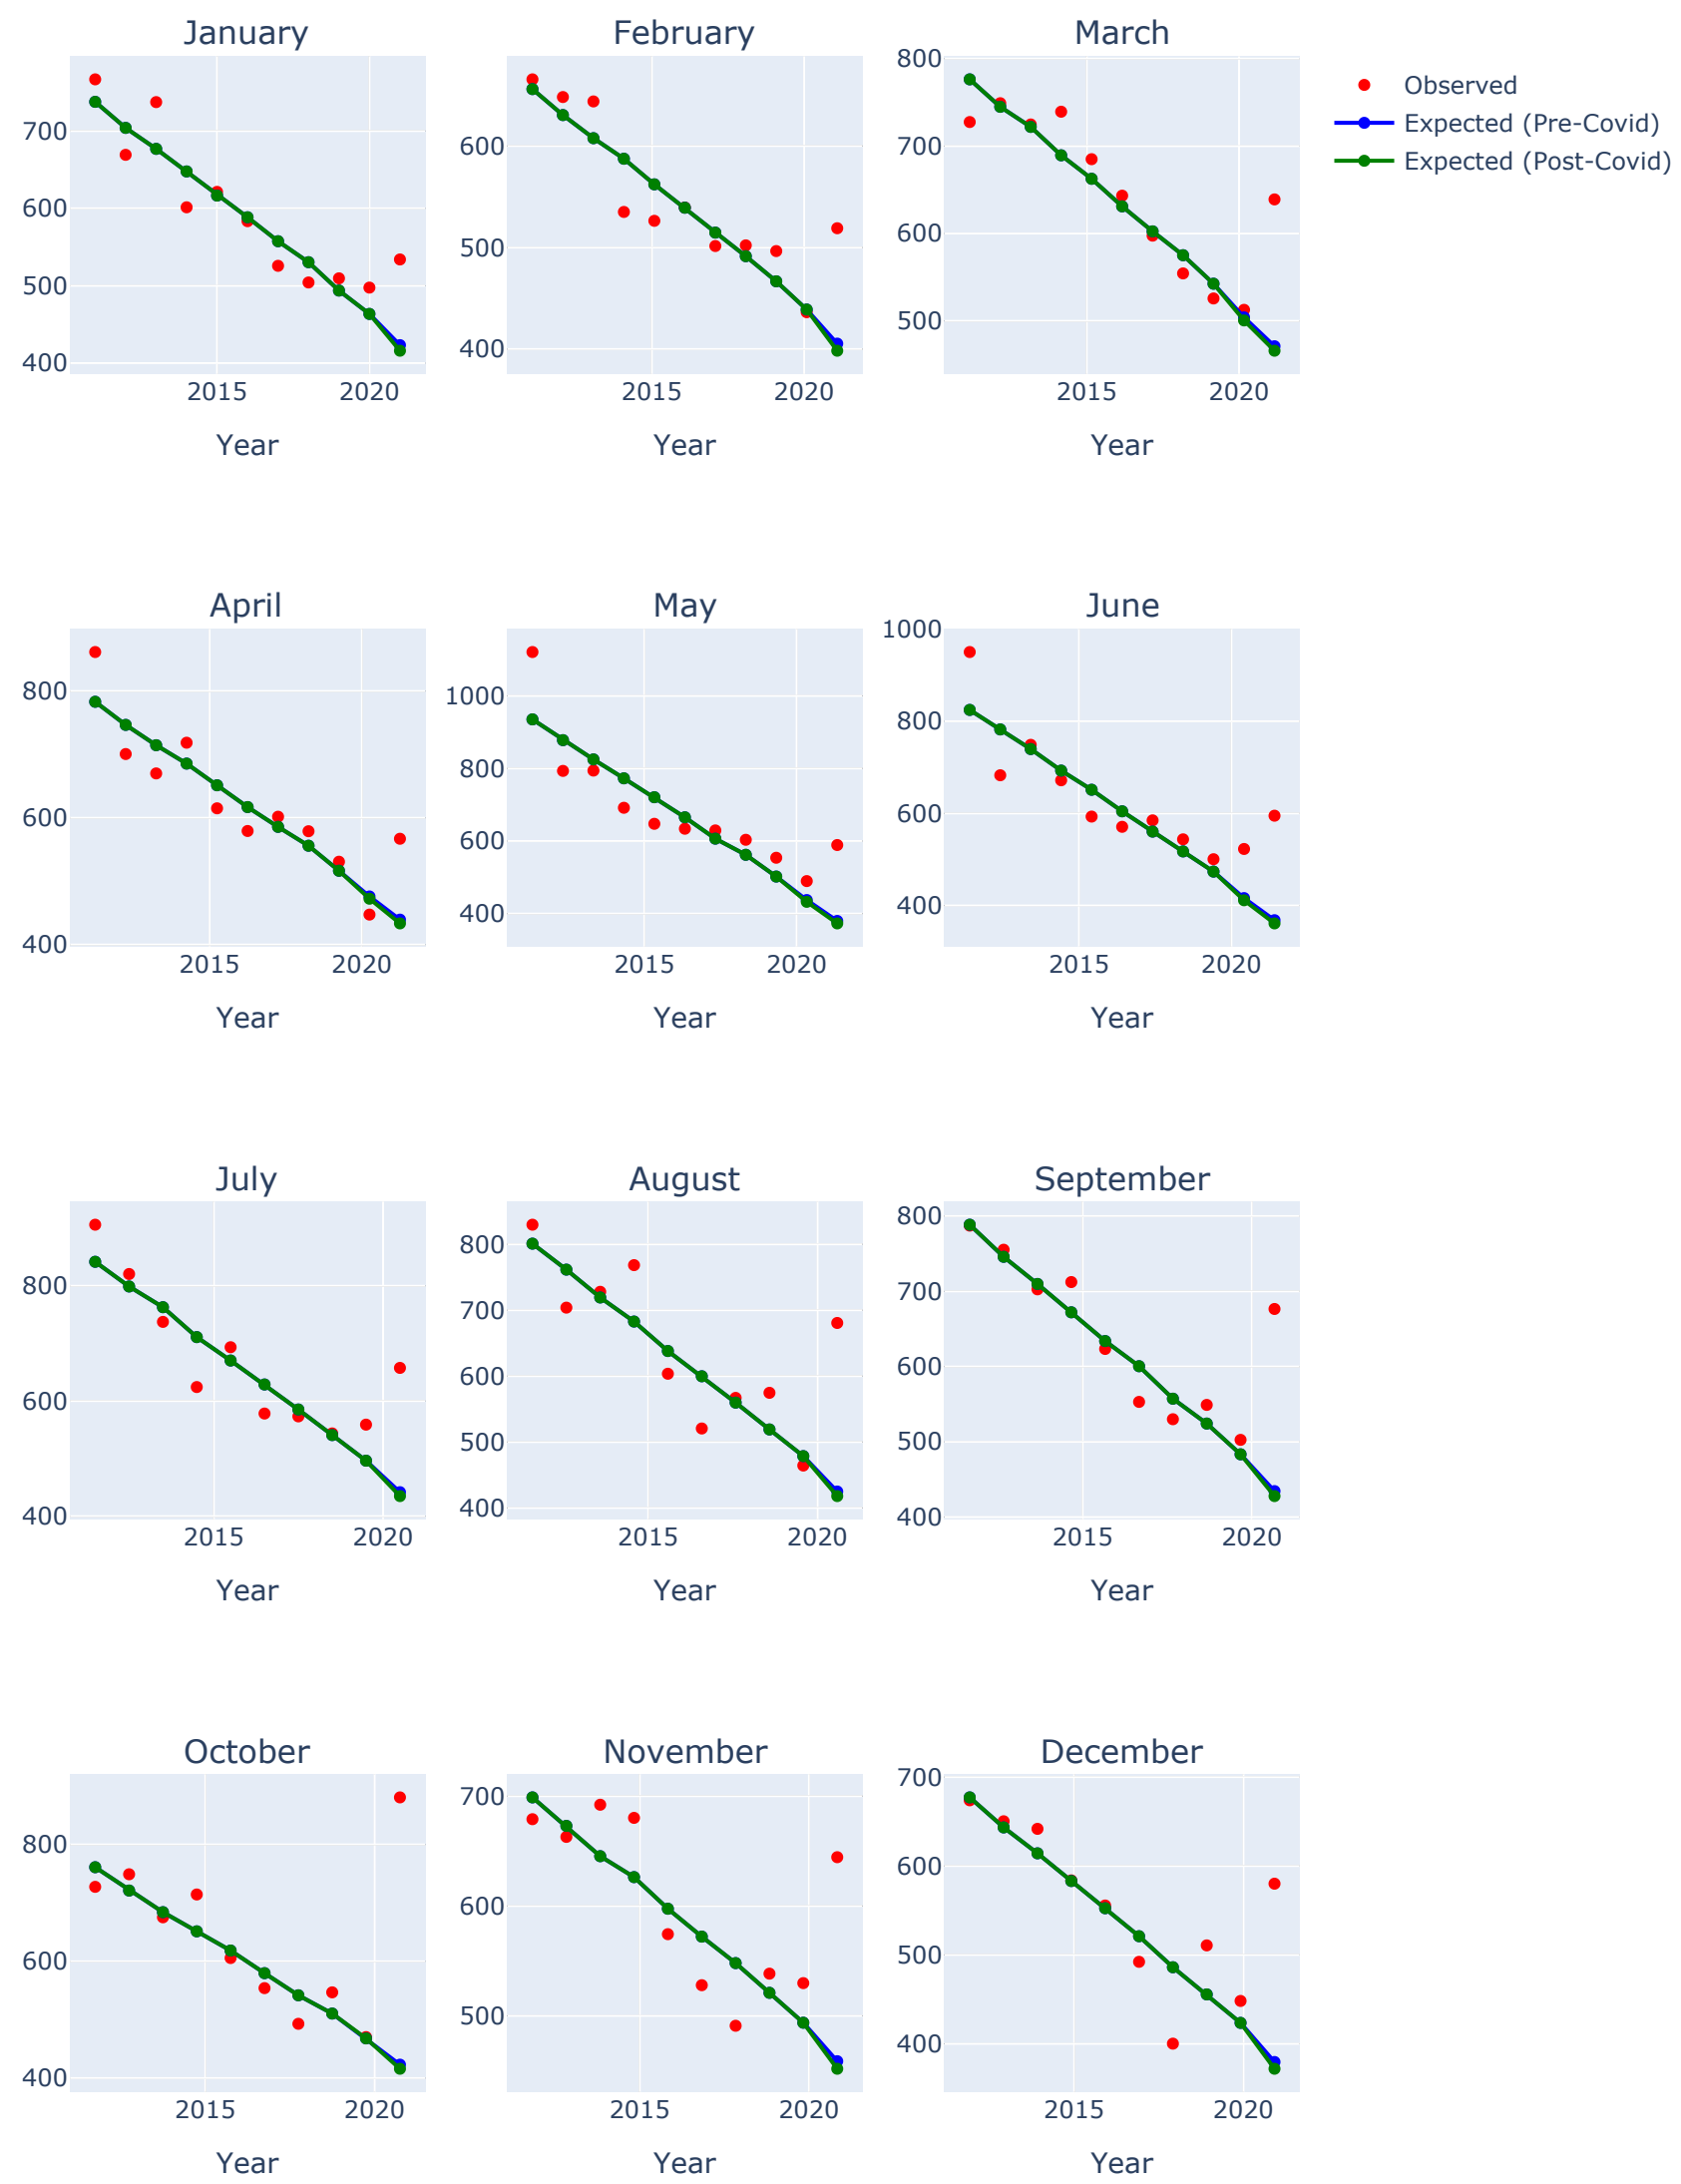 January
February
March
700
600
500
400
2015
2020
Year
600
500
400
2015
2020
Year
800
700
600
500
2015
2020
Year
Observed
Expected (Pre-Covid)
Expected (Post-Covid)
April
May
June
800
600
400
2015
2020
Year
1000
800
600
400
2015
2020
Year
1000
800
600
400
2015
2020
Year
July
August
September
800
600
400
2015
2020
Year
800
700
600
500
400
2015
2020
Year
800
700
600
500
400
2015
2020
Year
October
November
December
800
600
400
2015
2020
Year
700
600
500
2015
2020
Year
700
600
500
400
2015
2020
Year